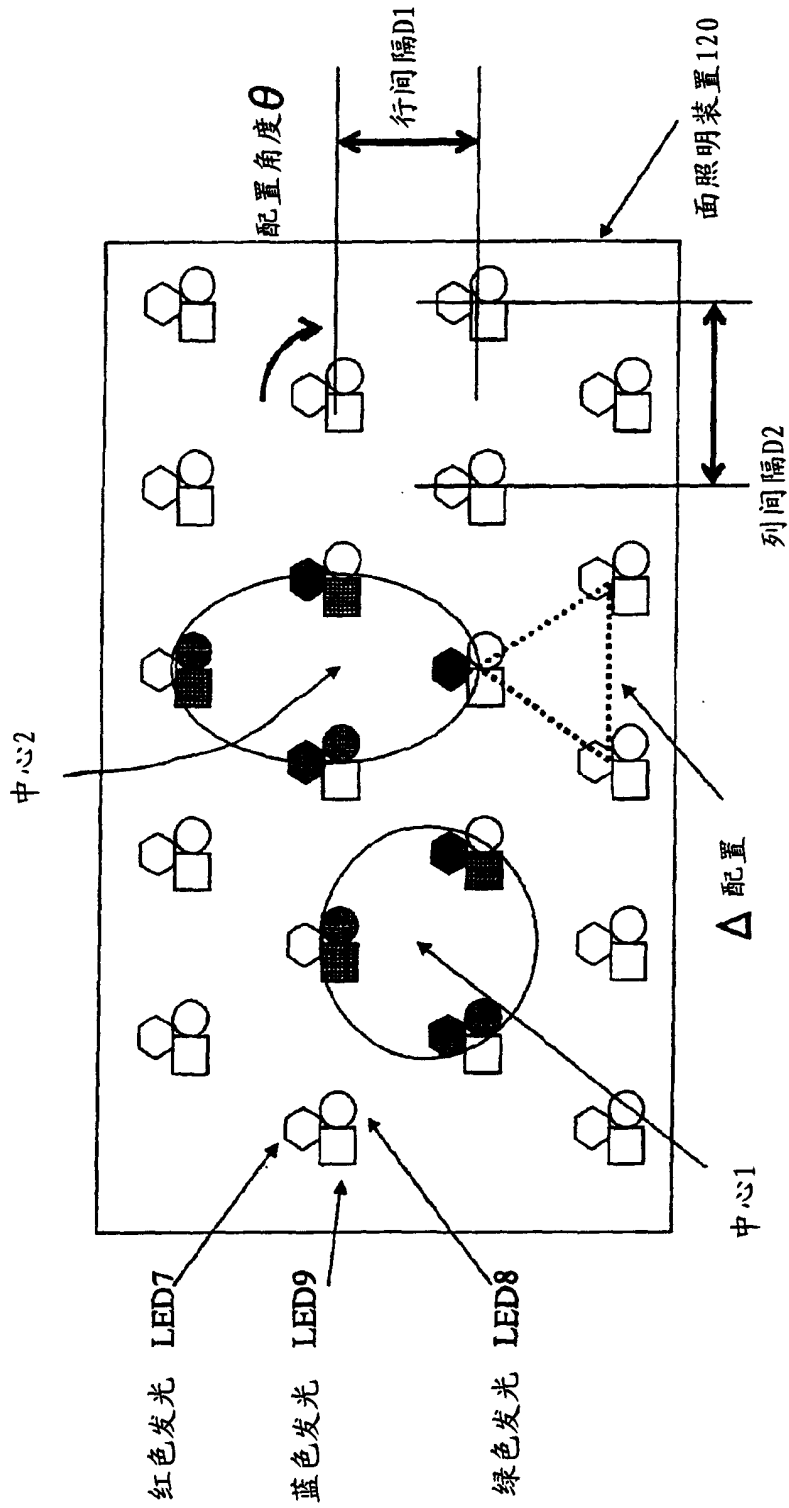 红色发光 LED7
蓝色发光 LED9
绿色发光 LED8
中心1
中心2
△ 配置
配置角度θ
行间隔D1
列间隔D2
面照明装置120